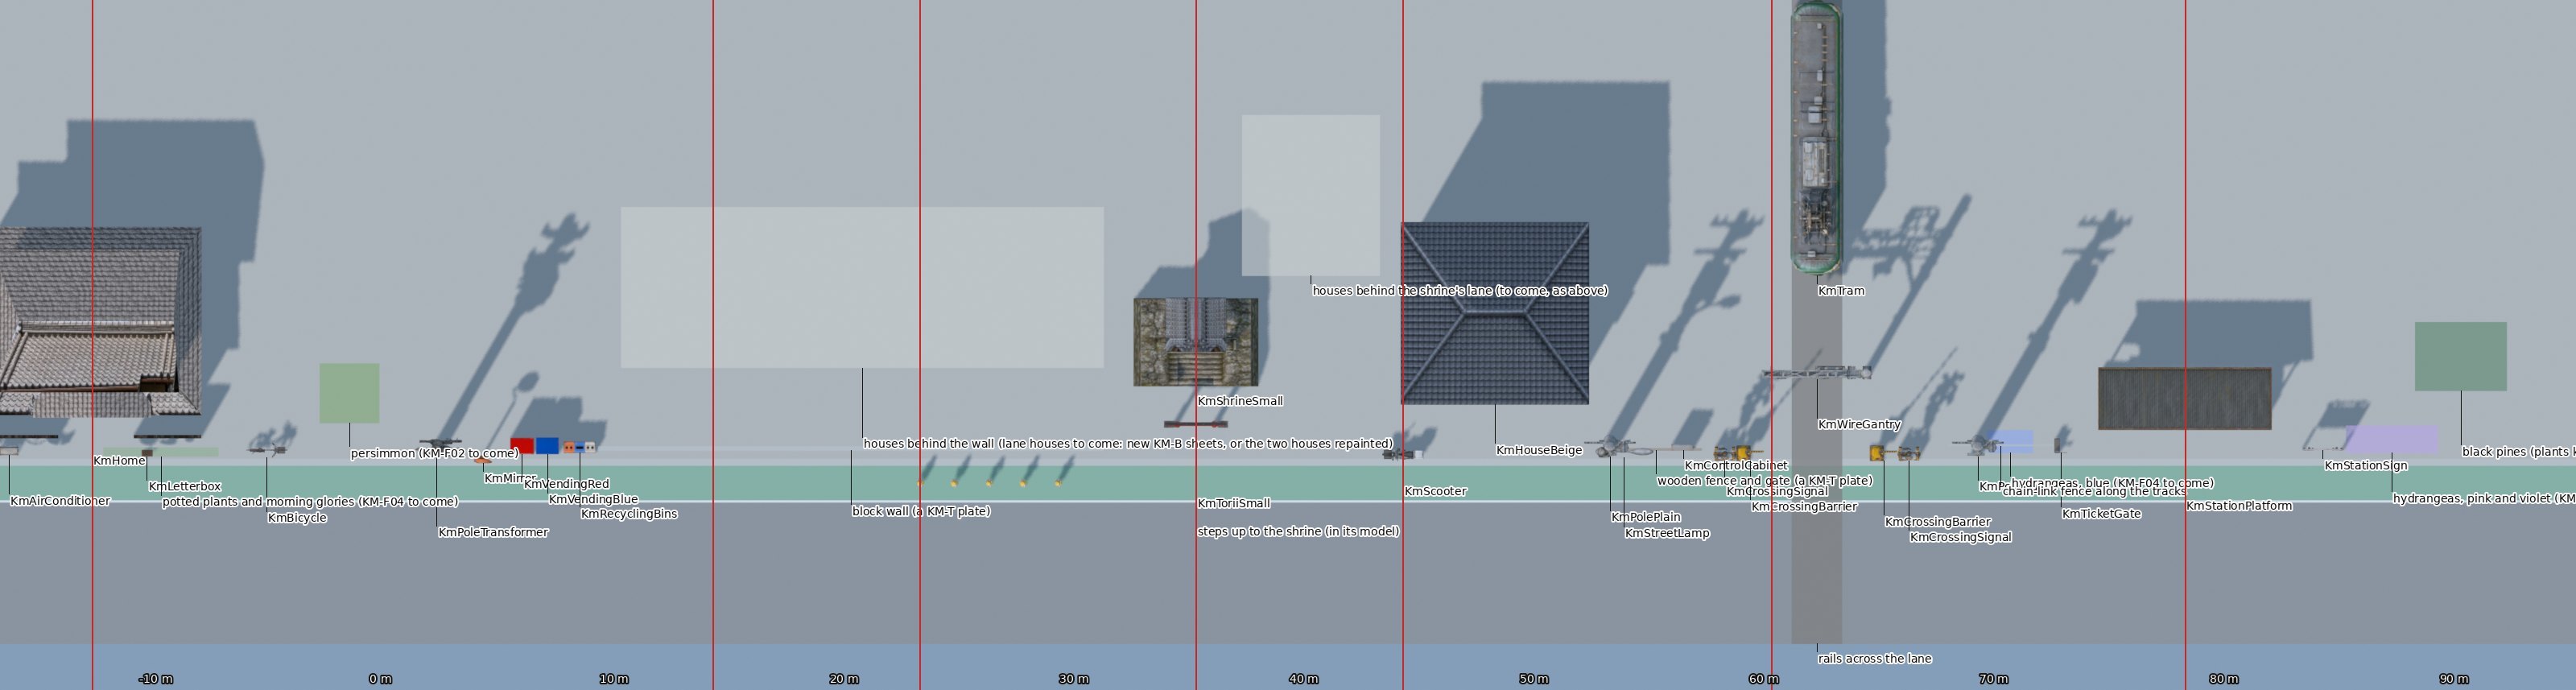 houses behind the shrine's lane (to come, as above)
KmTram
KmShrineSmall
KmWireGantry
houses behind the wall (lane houses to come: new KM-B sheets, or the two houses repainted)
KmHouseBeige
persimmon (KM-F02 to come)
black pines (plants k
KmHome
KmControlCabinet
KmStationSign
KmMirror
KmLetterbox
KmVendingRed
wooden fence and gate (a KM-T plate)
hydrangeas, blue (KM-F04 to come)
KmScooter
KmCrossingSignal
chain-link fence along the tracks
KmAirConditioner
potted plants and morning glories (KM-F04 to come)
KmVendingBlue
KmToriiSmall
hydrangeas, pink and violet (KM
KmCrossingBarrier
KmStationPlatform
block wall (a KM-T plate)
KmRecyclingBins
KmBicycle
KmPolePlain
KmTicketGate
KmCrossingBarrier
KmPoleTransformer
steps up to the shrine (in its model)
KmStreetLamp
KmCrossingSignal
rails across the lane
-10 m
0 m
10 m
20 m
30 m
40 m
50 m
60 m
70 m
80 m
90 m